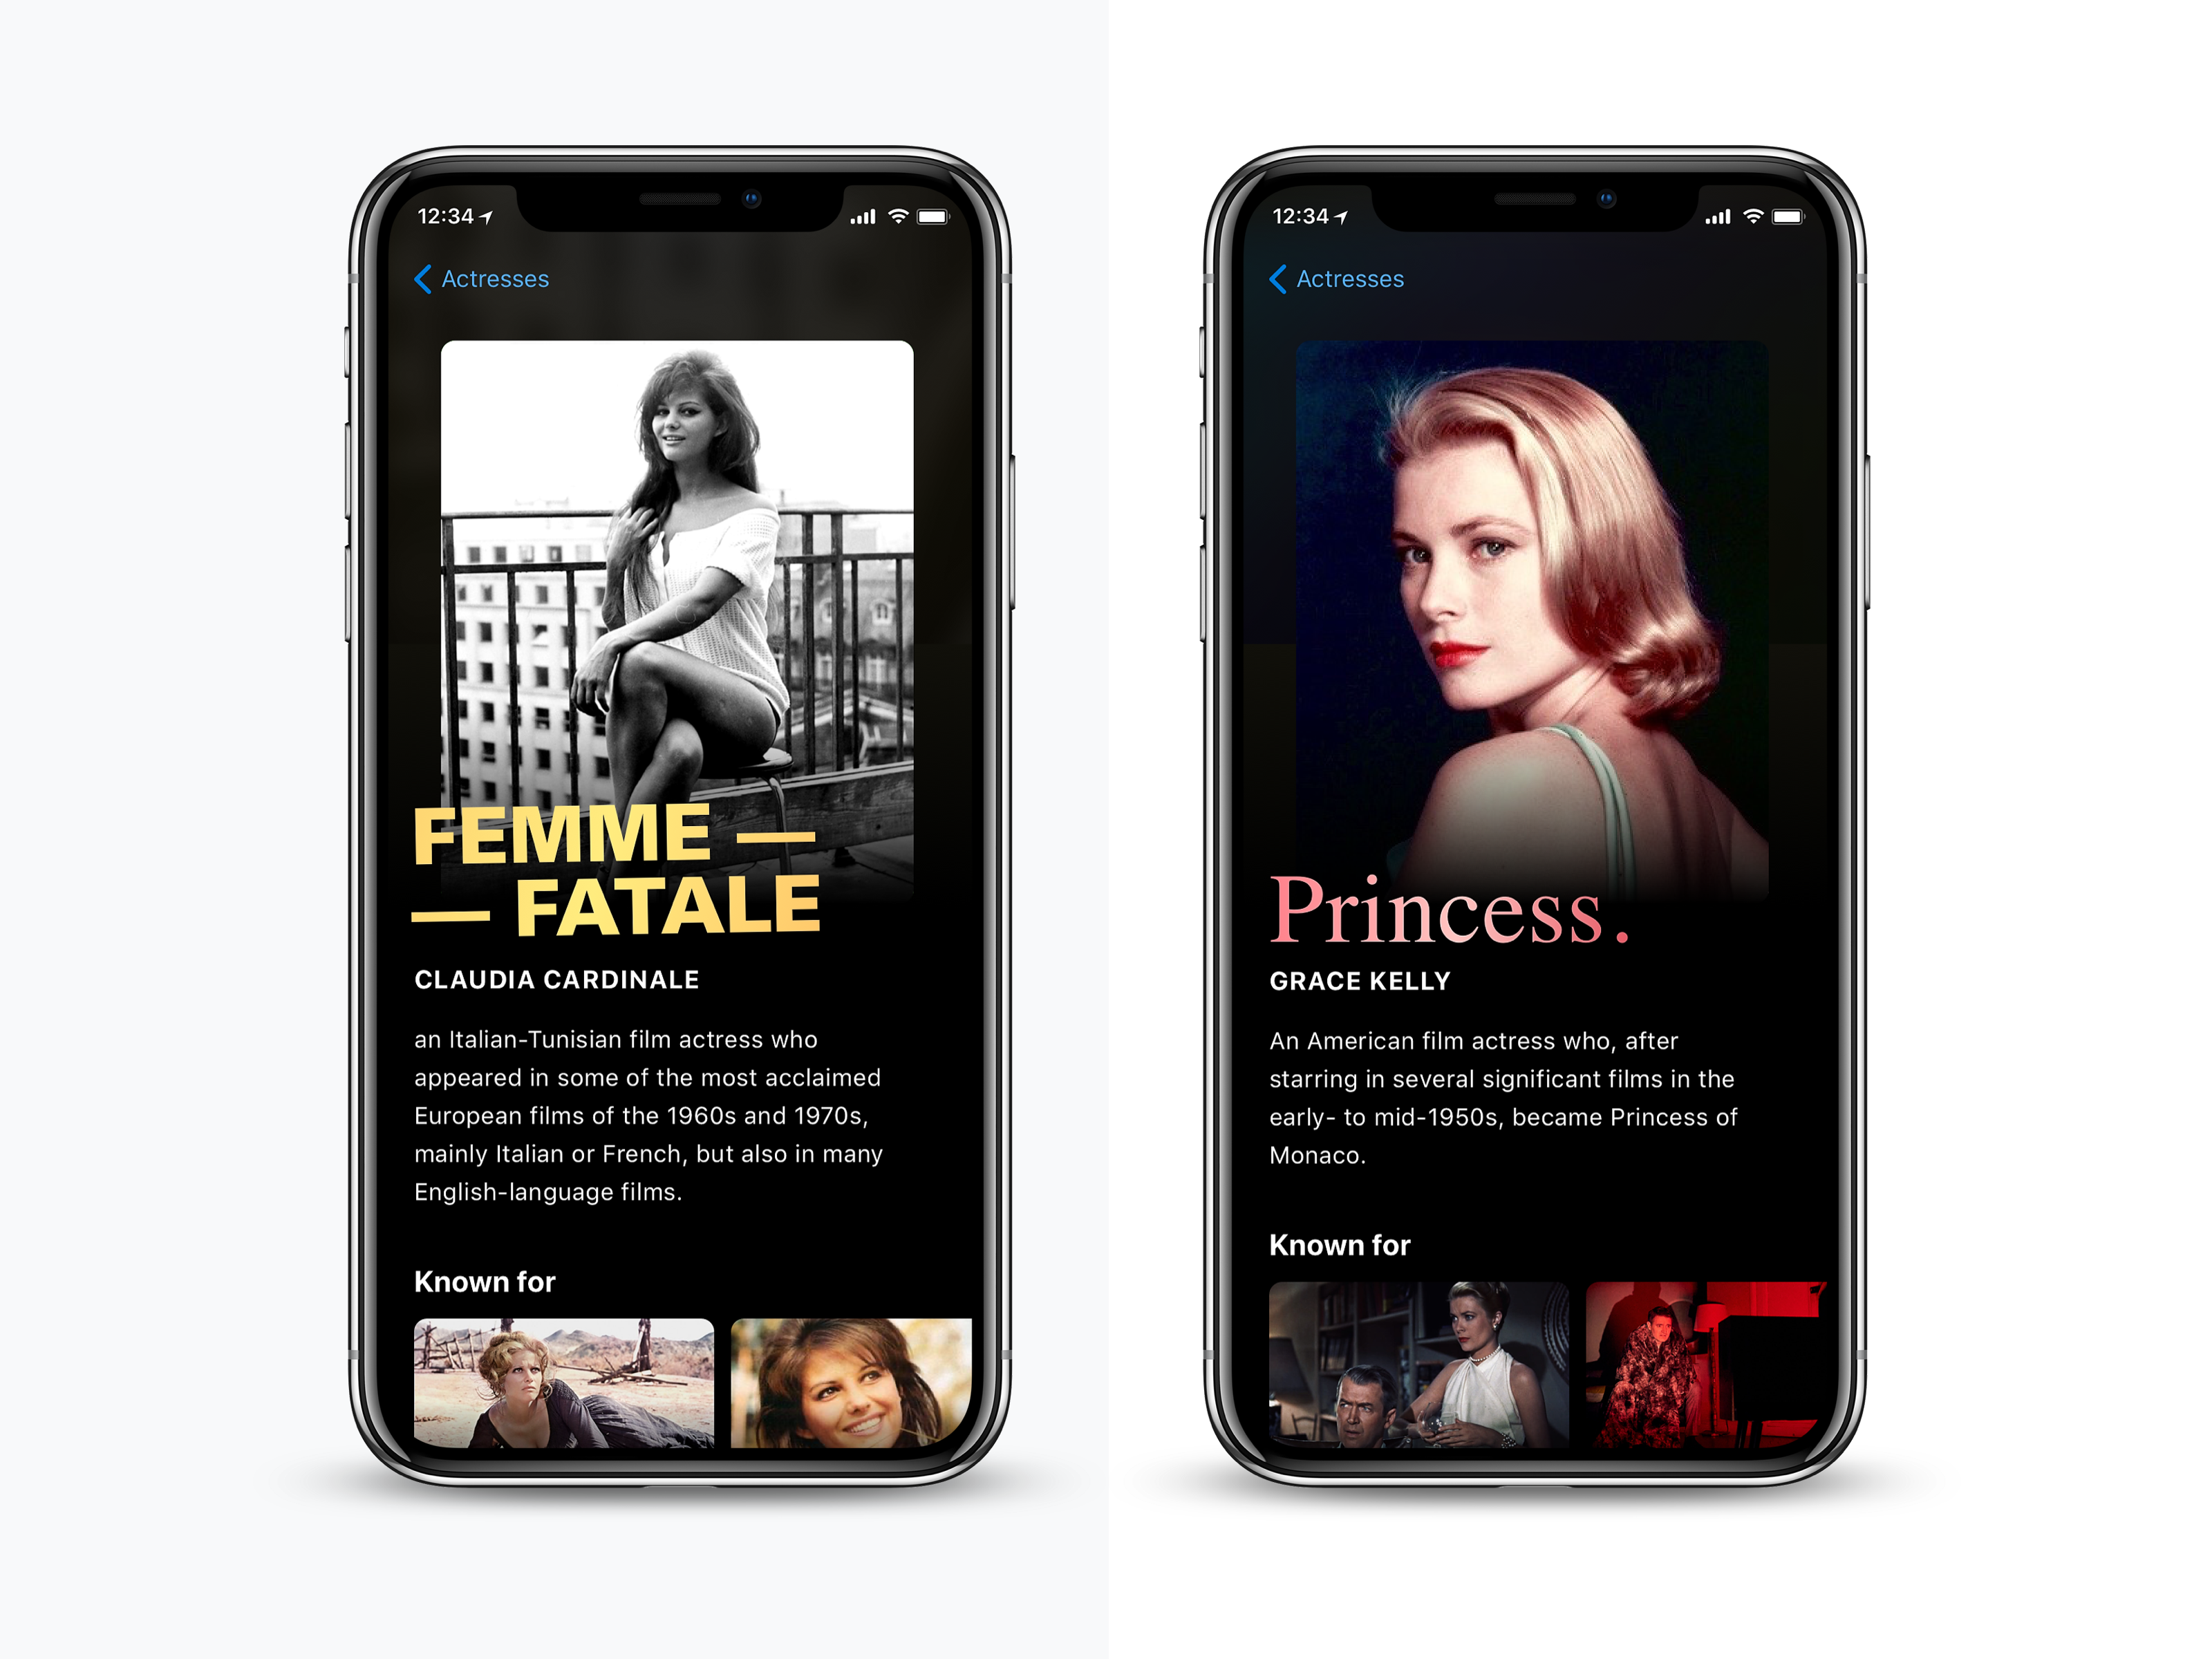 12:34
Actresses
FEMME —
— FATALE
CLAUDIA CARDINALE
an Italian-Tunisian film actress who
appeared in some of the most acclaimed
European films of the 1960s and 1970s,
mainly Italian or French, but also in many
English-language films.
Known for
12:34
Actresses
Princess.
GRACE KELLY
An American film actress who, after
starring in several significant films in the
early- to mid-1950s, became Princess of
Monaco.
Known for